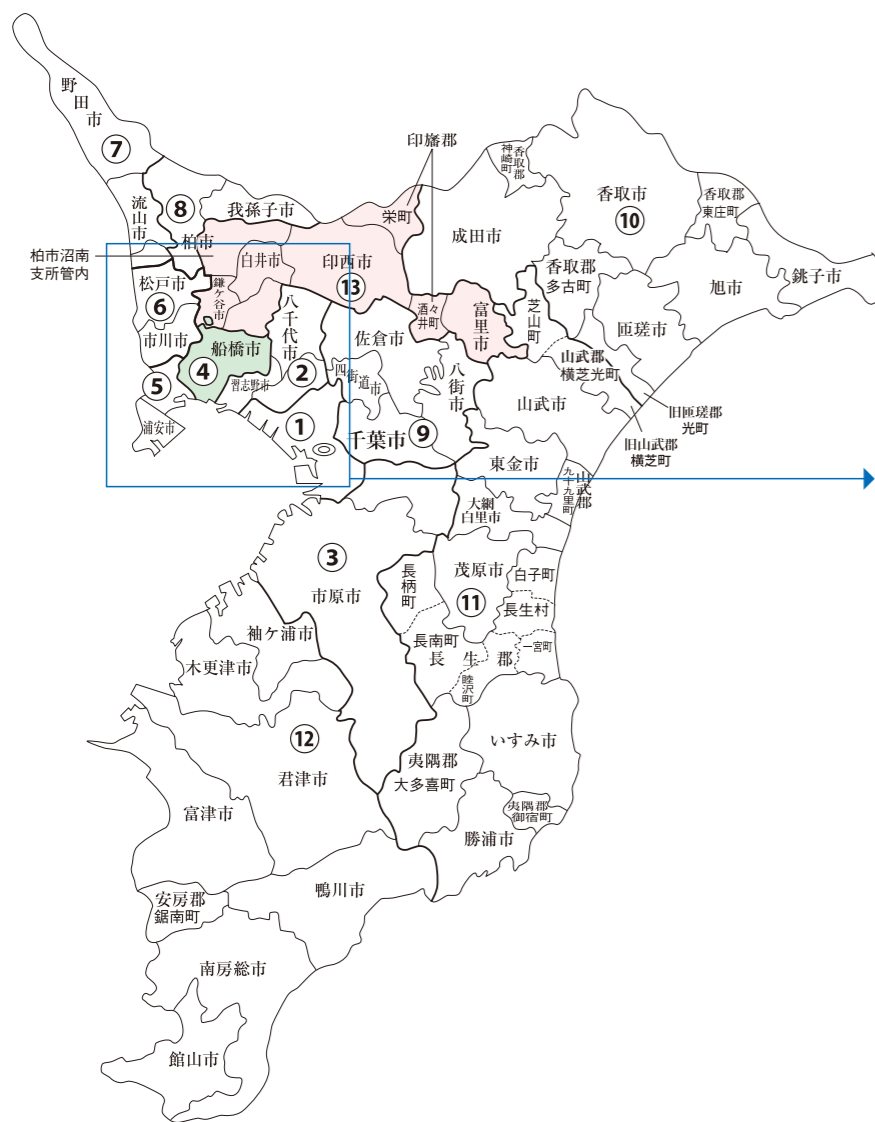 野田市
⑦
印旛郡
香取郡
神崎町
香取市
⑩
香取郡
東庄町
流山市
⑧
柏市
我孫子市
栄町
成田市
柏市沼南
支所管内
白井市
印西市
⑬
香取郡
多古町
旭市
銚子市
松戸市
⑥
鎌ケ谷市
八千代市
酒々井町
富里市
芝山町
匝瑳市
市川市
船橋市
④
②
佐倉市
山武郡
横芝光町
⑤
習志野市
四街道市
八街市
山武市
旧匝瑳郡
光町
浦安市
①
千葉市
⑨
旧山武郡
横芝町
東金市
山武郡
九十九里町
大網
白里市
③
市原市
長柄町
茂原市
⑪
白子町
長生村
袖ケ浦市
長南町
長生郡
一宮町
木更津市
睦沢町
⑫
君津市
いすみ市
夷隅郡
大多喜町
富津市
夷隅郡
御宿町
勝浦市
鴨川市
安房郡
鋸南町
南房総市
館山市